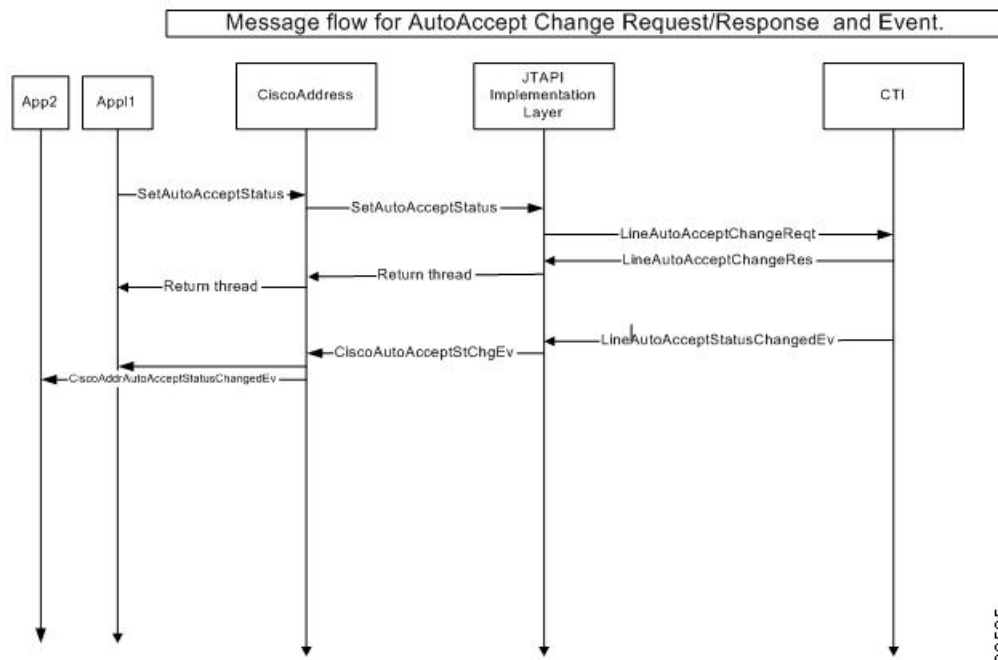 Message flow for AutoAccept Change Request/Response and Event.
App2
Appl1
CiscoAddress
JTAPI
Implementation
Layer
CTI
SetAutoAcceptStatus
SetAutoAcceptStatus
LineAutoAcceptChangeReqt
LineAutoAcceptChangeRes
Return thread
Return thread
LineAutoAcceptStatusChangedEv
CiscoAutoAcceptStChgEv
CiscoAddrAutoAcceptStatusChangedEv